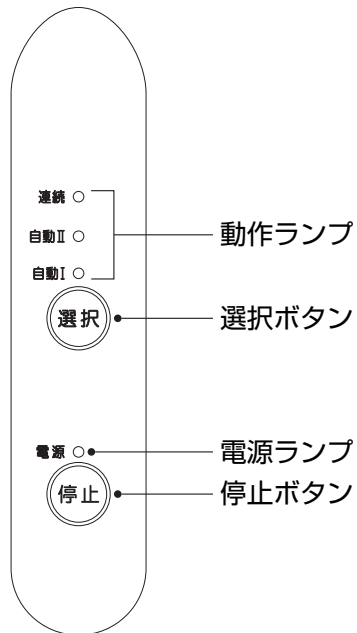 連続
自動Ⅱ
動作ランプ
自動Ⅰ
選択
選択ボタン
電源
電源ランプ
停止
停止ボタン